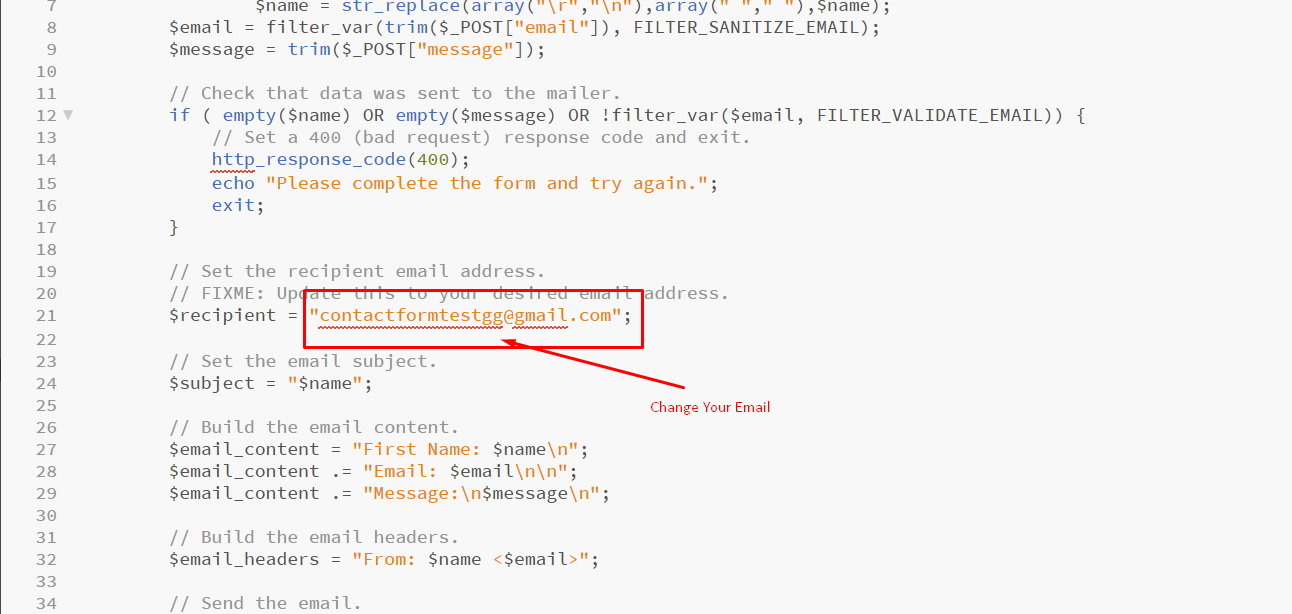 7 $name = str_replace(array("\r","\n"),array(" "," "),$name);
8 $email = filter_var(trim($_POST["email"]), FILTER_SANITIZE_EMAIL);
9 $message = trim($_POST["message"]);
10
11 // Check that data was sent to the mailer.
12 if ( empty($name) OR empty($message) OR !filter_var($email, FILTER_VALIDATE_EMAIL)) {
13 // Set a 400 (bad request) response code and exit.
14 http_response_code(400);
15 echo "Please complete the form and try again.";
16 exit;
17 }
18
19 // Set the recipient email address.
20 // FIXME: Update this to your desired email address.
21 $recipient = "contactformtestgg@gmail.com";
22
23 // Set the email subject.
24 $subject = "$name";
25
Change Your Email
26 // Build the email content.
27 $email_content = "First Name: $name\n";
28 $email_content .= "Email: $email\n\n";
29 $email_content .= "Message:\n$message\n";
30
31 // Build the email headers.
32 $email_headers = "From: $name <$email>";
33
34 // Send the email.